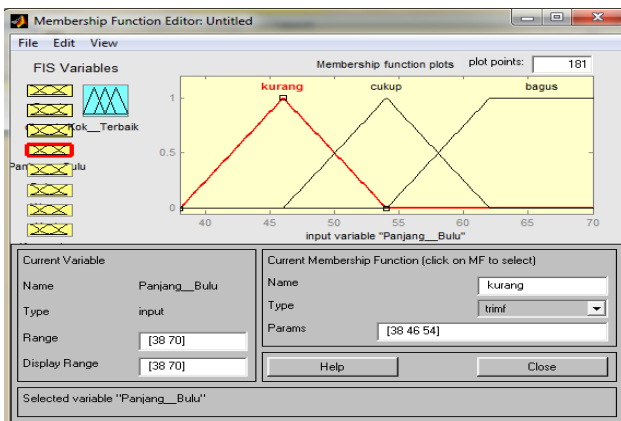 Membership Function Editor: Untitled
File Edit View
FIS Variables
Membership function plots plot points: 181
kurang cukup bagus
Kok__Terbaik
1
0.5
0
40 45 50 55 60 65 70
input variable "Panjang__Bulu"
Current Variable
Name Panjang__Bulu
Type input
Range [38 70]
Display Range [38 70]
Current Membership Function (click on MF to select)
Name kurang
Type trimf
Params [38 46 54]
Help Close
Selected variable "Panjang__Bulu"